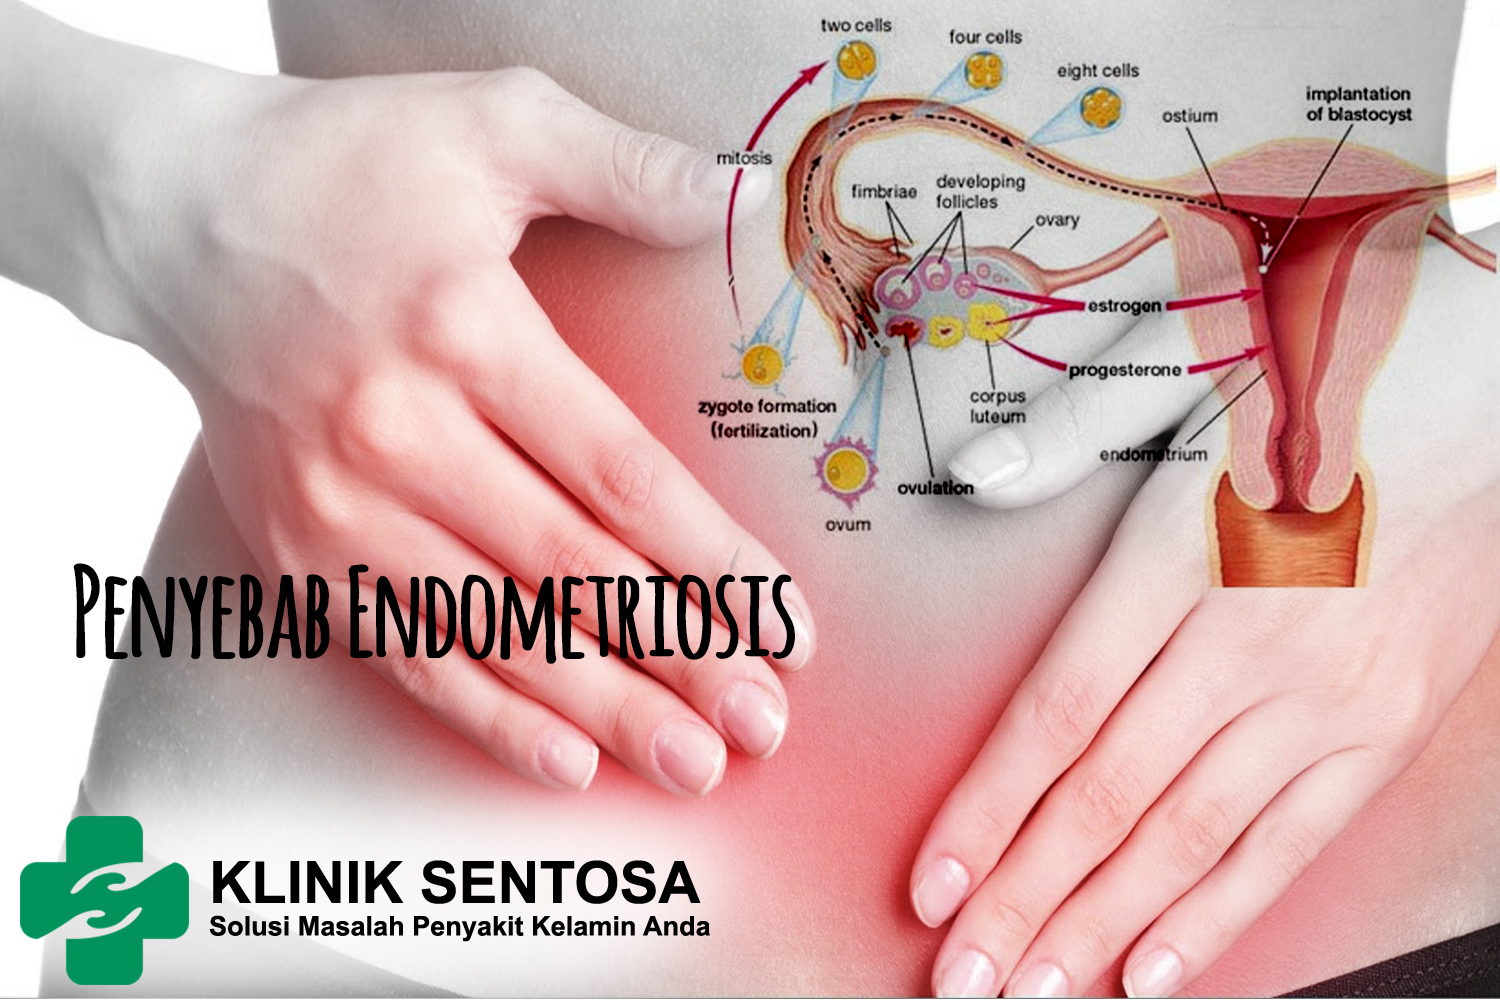 two cells
four cells
eight cells
implantation
of blastocyst
ostium
mitosis
fimbriae
developing
follicles
ovary
estrogen
progesterone
zygote formation
(fertilization)
corpus
luteum
endometrium
ovulation
ovum
PENYEBAB ENDOMETRIOSIS
KLINIK SENTOSA
Solusi Masalah Penyakit Kelamin Anda